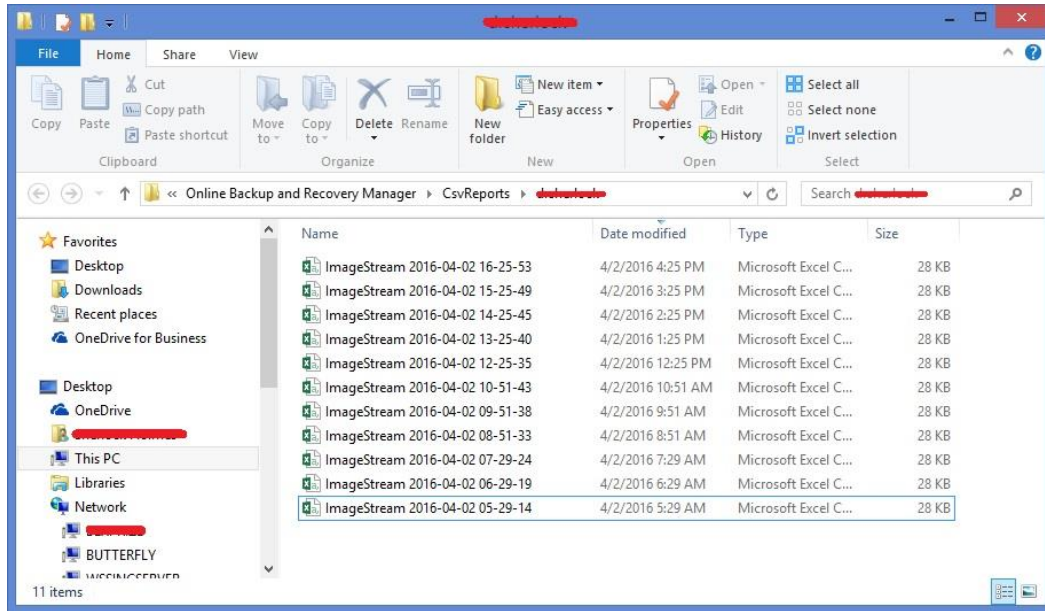 File Home Share View
Copy Paste Cut
Copy path
Paste shortcut
Clipboard
Move to Copy to Delete Rename
Organize
New folder New item
Easy access
New
Properties Open
Edit
History
Open
Select all
Select none
Invert selection
Select
« Online Backup and Recovery Manager CsvReports
Search
Favorites
Desktop
Downloads
Recent places
OneDrive for Business
Desktop
OneDrive
This PC
Libraries
Network
BUTTERFLY
Name Date modified Type Size
ImageStream 2016-04-02 16-25-53 4/2/2016 4:25 PM Microsoft Excel C... 28 KB
ImageStream 2016-04-02 15-25-49 4/2/2016 3:25 PM Microsoft Excel C... 28 KB
ImageStream 2016-04-02 14-25-45 4/2/2016 2:25 PM Microsoft Excel C... 28 KB
ImageStream 2016-04-02 13-25-40 4/2/2016 1:25 PM Microsoft Excel C... 28 KB
ImageStream 2016-04-02 12-25-35 4/2/2016 12:25 PM Microsoft Excel C... 28 KB
ImageStream 2016-04-02 10-51-43 4/2/2016 10:51 AM Microsoft Excel C... 28 KB
ImageStream 2016-04-02 09-51-38 4/2/2016 9:51 AM Microsoft Excel C... 28 KB
ImageStream 2016-04-02 08-51-33 4/2/2016 8:51 AM Microsoft Excel C... 28 KB
ImageStream 2016-04-02 07-29-24 4/2/2016 7:29 AM Microsoft Excel C... 28 KB
ImageStream 2016-04-02 06-29-19 4/2/2016 6:29 AM Microsoft Excel C... 28 KB
ImageStream 2016-04-02 05-29-14 4/2/2016 5:29 AM Microsoft Excel C... 28 KB
11 items